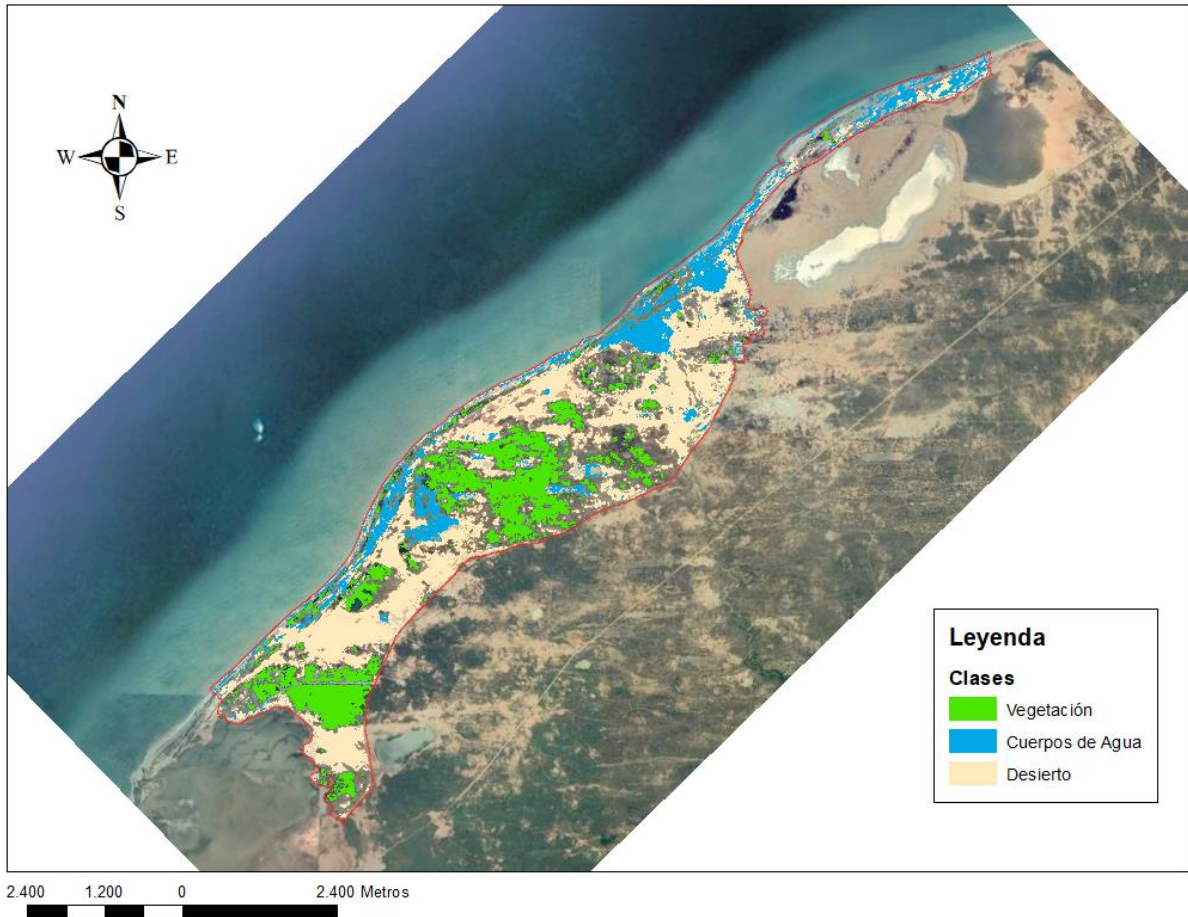 N
W E
S
Leyenda
Clases
Vegetación
Cuerpos de Agua
Desierto
2.400 1.200 0 2.400 Metros